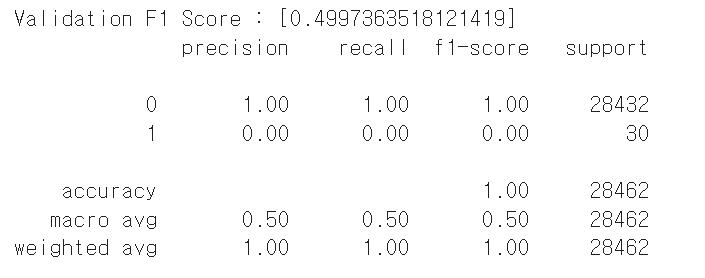 Validation F1 Score : [0.4997363518121419]
precision recall f1-score support
0 1.00 1.00 1.00 28432
1 0.00 0.00 0.00 30
accuracy 1.00 28462
macro avg 0.50 0.50 0.50 28462
weighted avg 1.00 1.00 1.00 28462